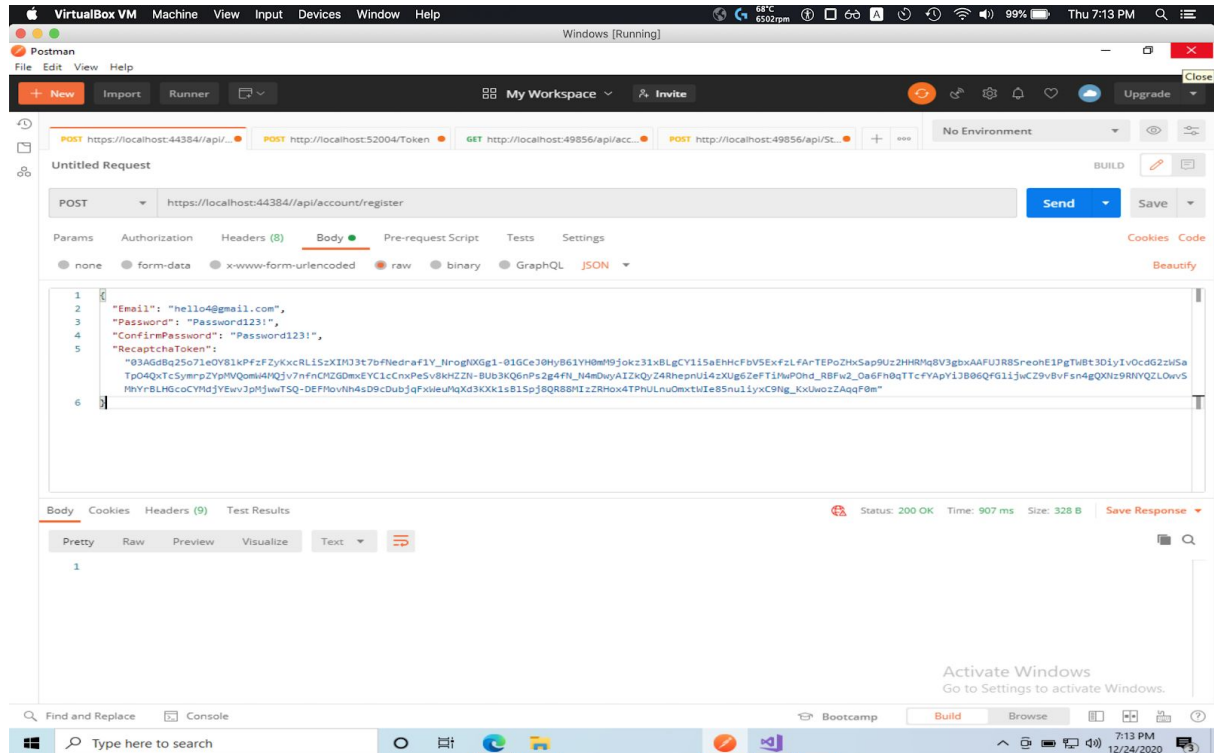 VirtualBox VM Machine View Input Devices Window Help 68°C 6502rpm A 99% Thu 7:13 PM
Windows [Running]
Postman
File Edit View Help
Close
+ New Import Runner My Workspace Invite Upgrade
POST https://localhost:44384//api/... POST http://localhost:52004/Token GET http://localhost:49856/api/acc... POST http://localhost:49856/api/St... No Environment
Untitled Request BUILD
POST https://localhost:44384//api/account/register Send Save
Params Authorization Headers (8) Body Pre-request Script Tests Settings Cookies Code
none form-data x-www-form-urlencoded raw binary GraphQL JSON Beautify
1 {
2 "Email": "hello4@gmail.com",
3 "Password": "Password123!",
4 "ConfirmPassword": "Password123!",
5 "RecaptchaToken":
6 }
Body Cookies Headers (9) Test Results Status: 200 OK Time: 907 ms Size: 328 B Save Response
Pretty Raw Preview Visualize Text
1
Activate Windows
Go to Settings to activate Windows.
Find and Replace Console Bootcamp Build Browse
Type here to search 7:13 PM
12/24/2020